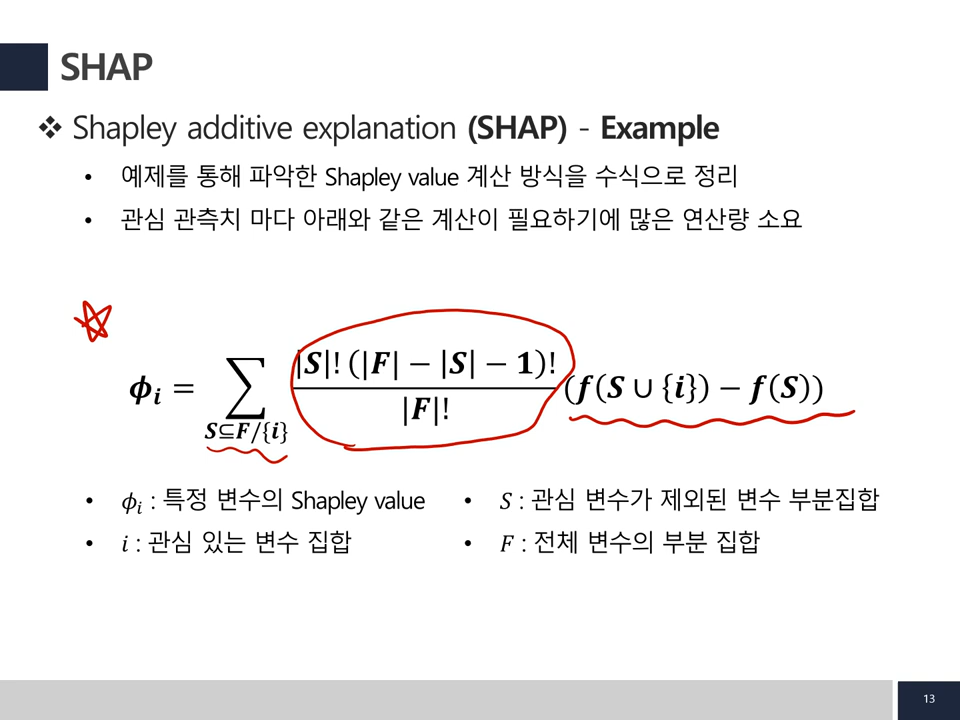 SHAP
❖ Shapley additive explanation (SHAP) - Example
• 예제를 통해 파악한 Shapley value 계산 방식을 수식으로 정리
• 관심 관측치 마다 아래와 같은 계산이 필요하기에 많은 연산량 소요
𝝓ᵢ = ∑_{S⊆F/{i}} |S|!(|F| − |S| − 1)! / |F|! (f(S ∪ {i}) − f(S))
• 𝜙ᵢ : 특정 변수의 Shapley value
• S : 관심 변수가 제외된 변수 부분집합
• i : 관심 있는 변수 집합
• F : 전체 변수의 부분 집합
13